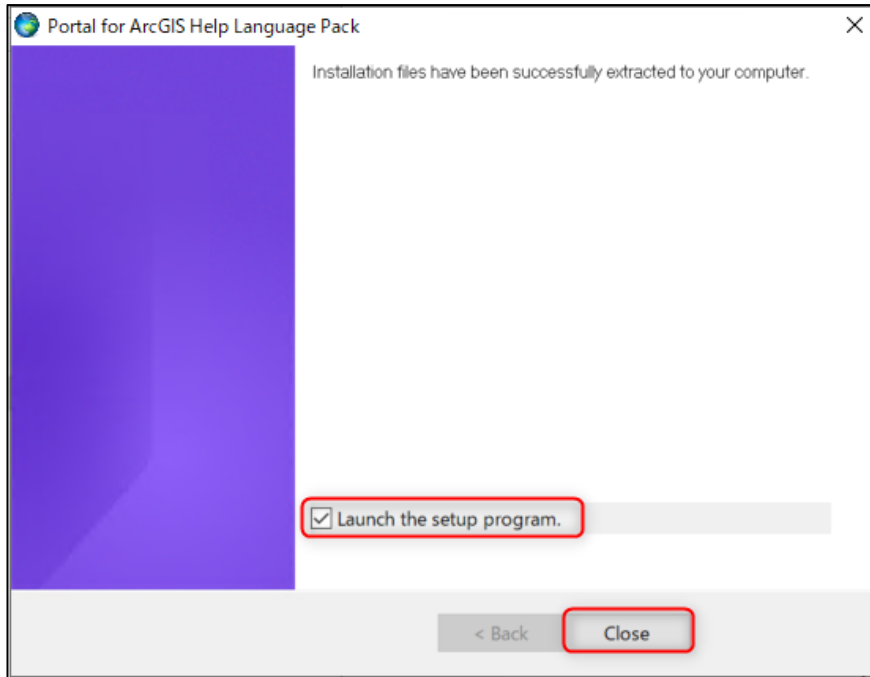 Portal for ArcGIS Help Language Pack
Installation files have been successfully extracted to your computer.
Launch the setup program.
< Back
Close